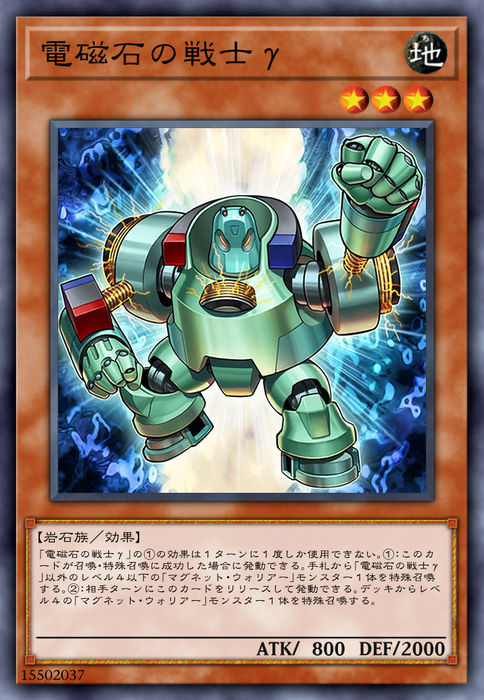 電磁石の戦士γ
地
【岩石族／効果】
「電磁石の戦士γ」の①の効果は１ターンに１度しか使用できない。①：このカ
ードが召喚・特殊召喚に成功した場合に発動できる。手札から「電磁石の戦士γ
」以外のレベル４以下の「マグネット・ウォリアー」モンスター１体を特殊召喚
する。②：相手ターンにこのカードをリリースして発動できる。デッキからレベ
ル４の「マグネット・ウォリアー」モンスター１体を特殊召喚する。
ATK/ 800 DEF/2000
15502037